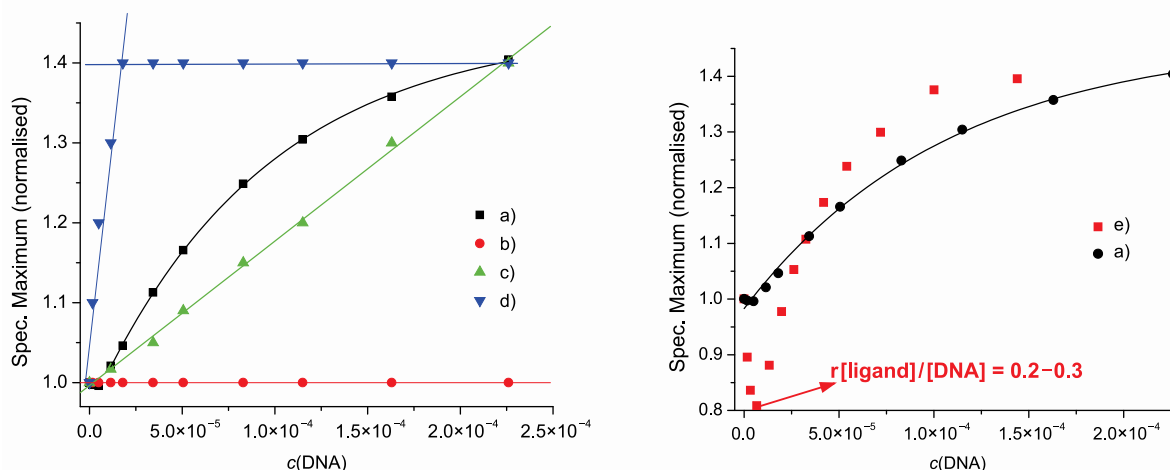 Spec. Maximum (normalised)
1.4
1.3
1.2
1.1
1.0
a)
b)
c)
d)
0.0 5.0×10⁻⁵ 1.0×10⁻⁴ 1.5×10⁻⁴ 2.0×10⁻⁴ 2.5×10⁻⁴
c(DNA)
Spec. Maximum (normalised)
1.4
1.3
1.2
1.1
1.0
0.9
0.8
e)
a)
r[ligand]/[DNA] = 0.2–0.3
0.0 5.0×10⁻⁵ 1.0×10⁻⁴ 1.5×10⁻⁴ 2.0×10⁻⁴
c(DNA)